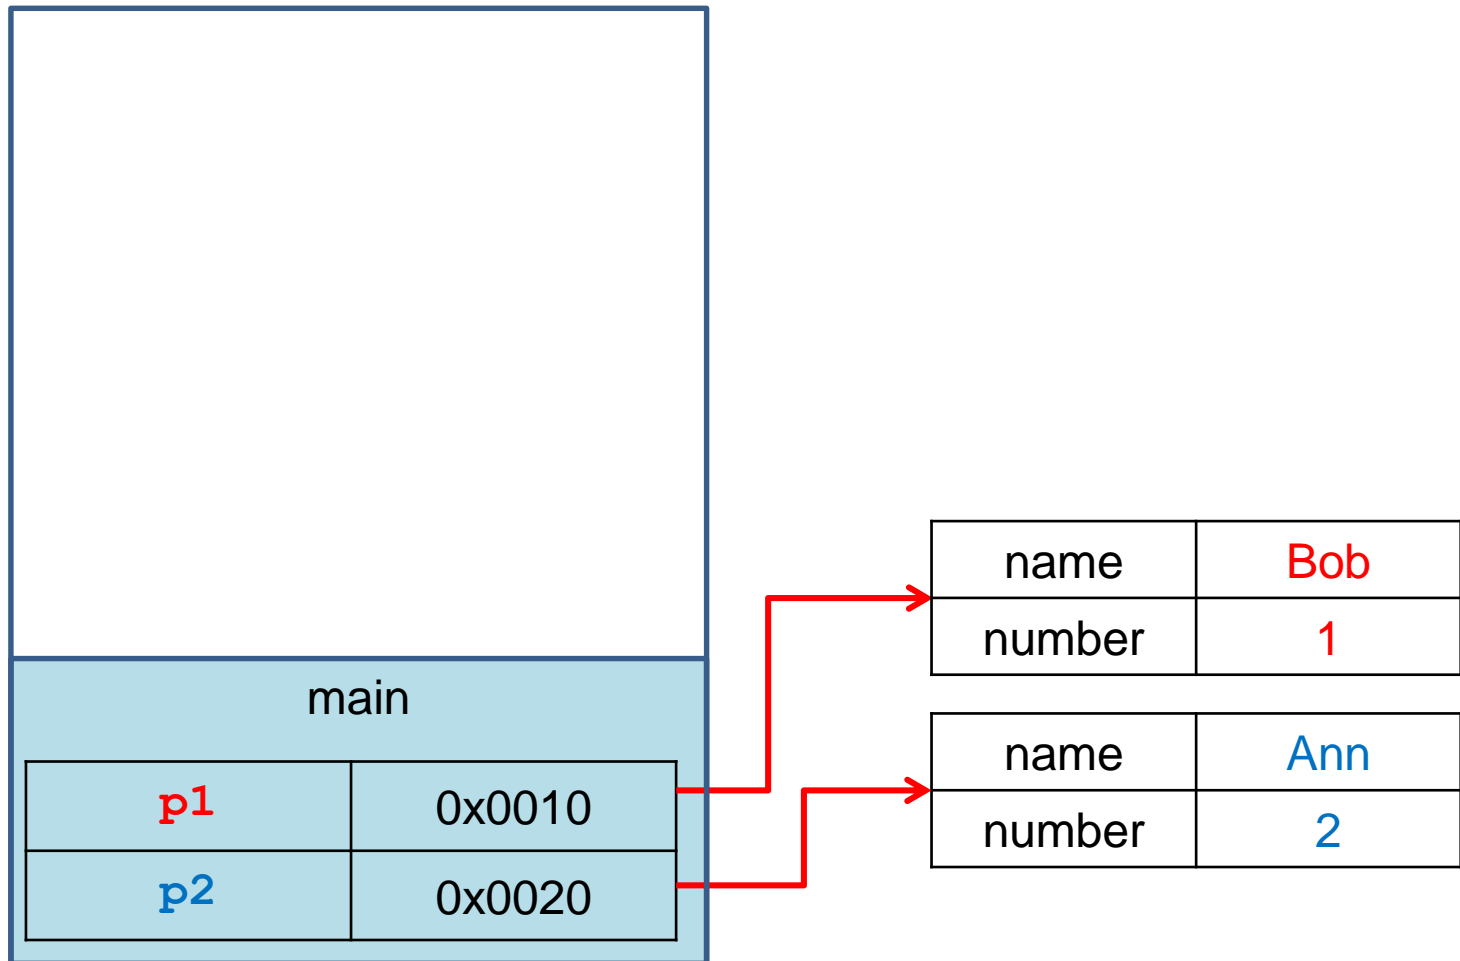 main
p1 0x0010
p2 0x0020
name Bob
number 1
name Ann
number 2